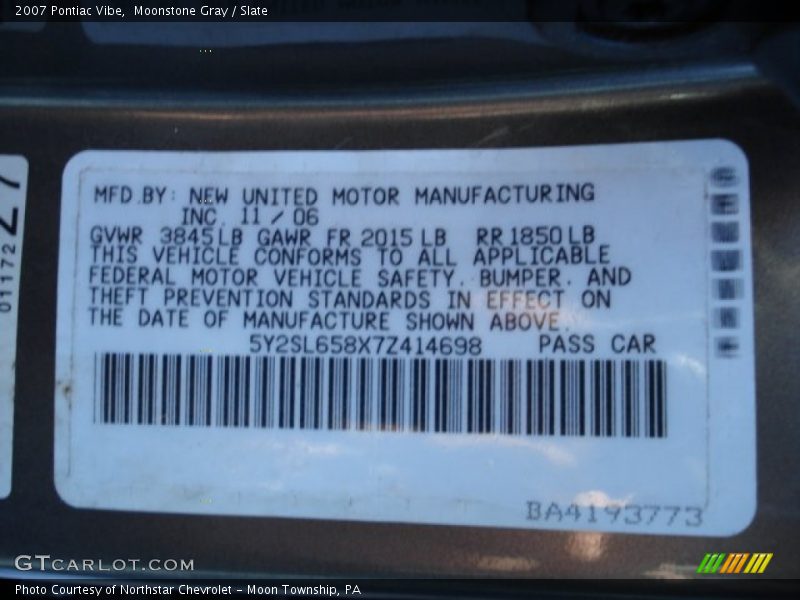 2007 Pontiac Vibe,  Moonstone Gray / Slate
MFD.BY: NEW UNITED MOTOR MANUFACTURING
INC. 11 / 06
GVWR 3845LB GAWR FR 2015 LB RR 1850 LB
THIS VEHICLE CONFORMS TO ALL APPLICABLE
FEDERAL MOTOR VEHICLE SAFETY, BUMPER, AND
THEFT PREVENTION STANDARDS IN EFFECT ON
THE DATE OF MANUFACTURE SHOWN ABOVE.
5Y2SL658X7Z414698 PASS CAR
BA4193773
011172
GTCARLOT.COM
Photo Courtesy of Northstar Chevrolet - Moon Township, PA